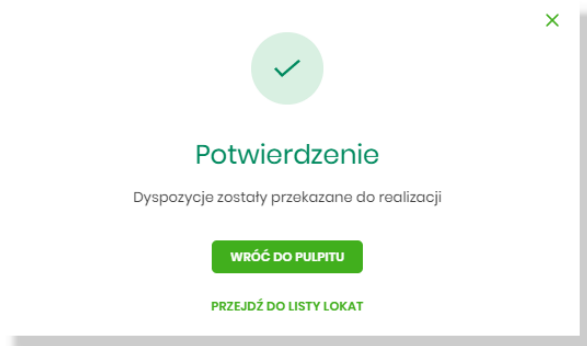 Potwierdzenie
Dyspozycje zostały przekazane do realizacji
WRÓĆ DO PULPITU
PRZEJDŹ DO LISTY LOKAT